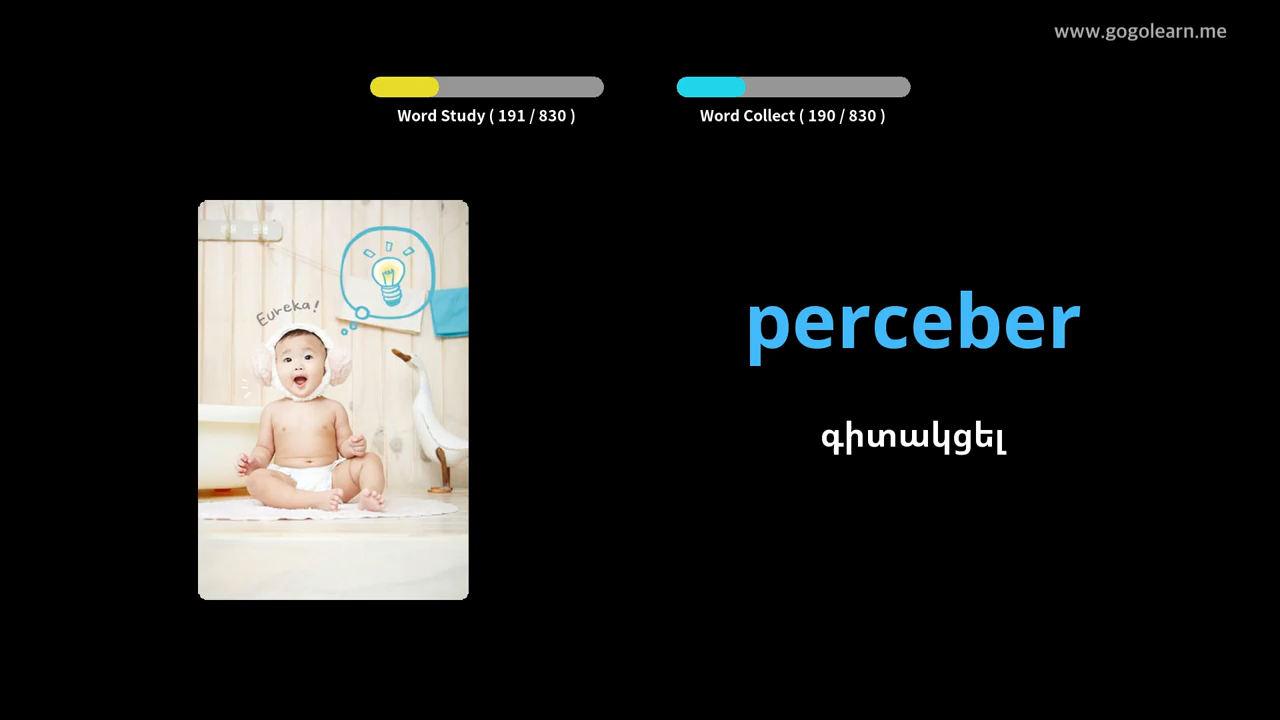 www.gogolearn.me
Word Study ( 191 / 830 )
Word Collect ( 190 / 830 )
Eureka!
perceber
գիտակցել